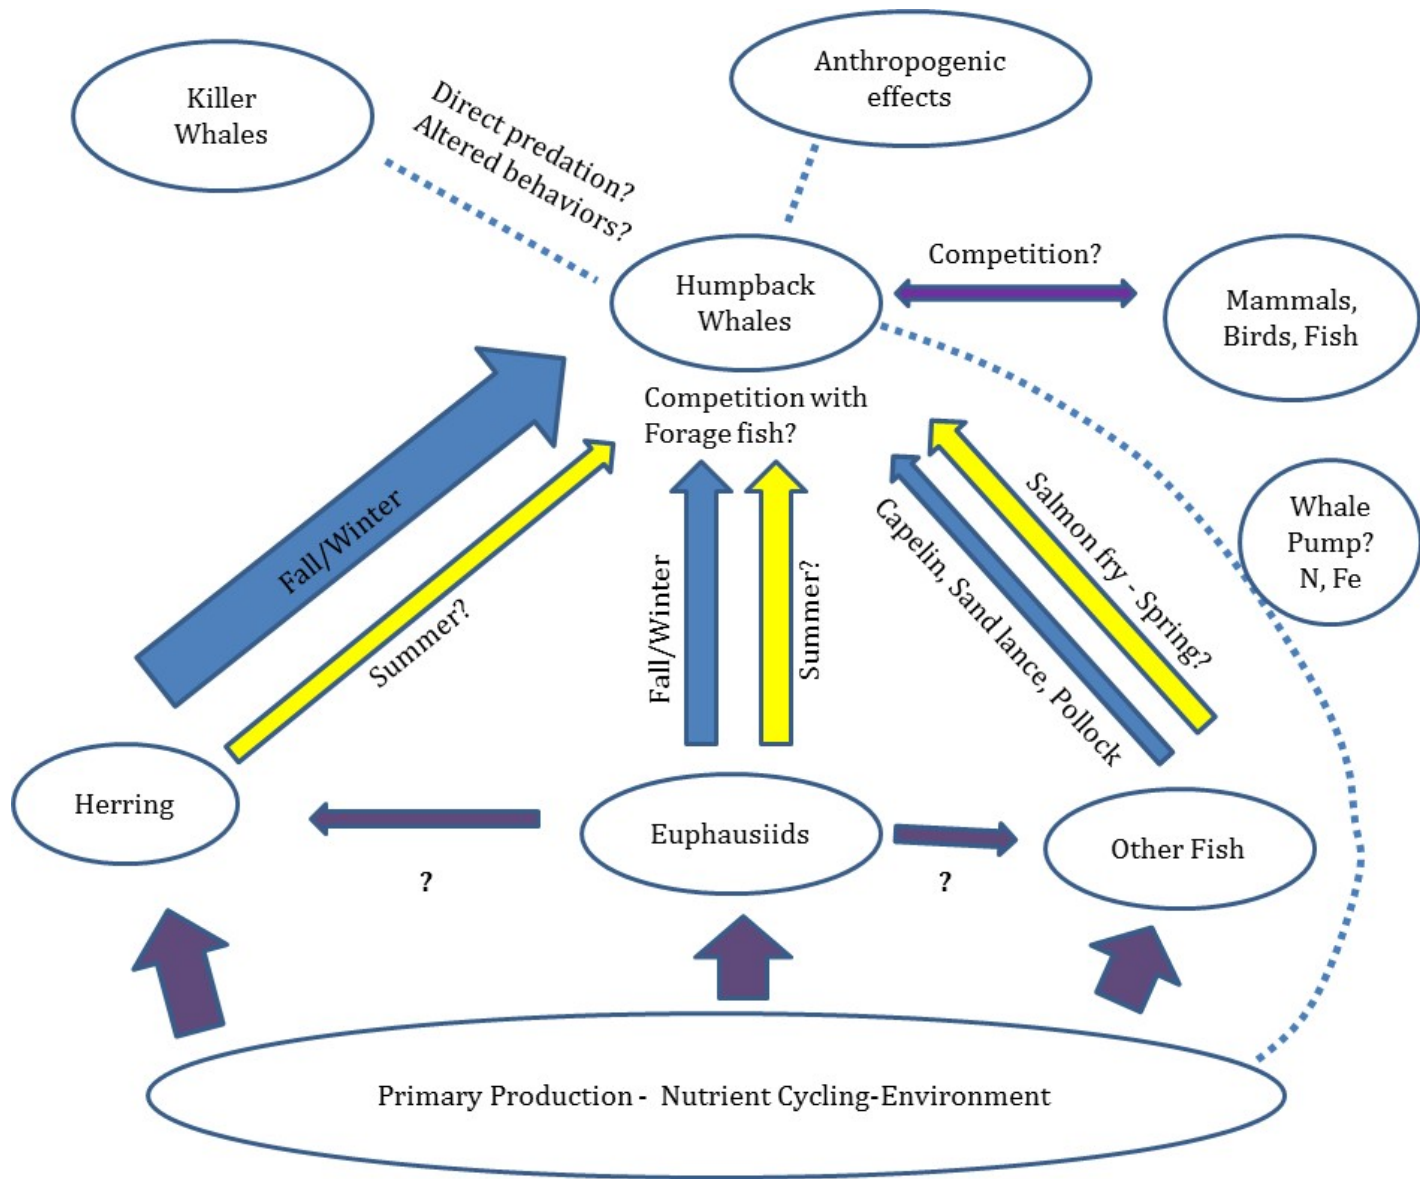 Killer
Whales
Direct predation?
Altered behaviors?
Anthropogenic
effects
Humpback
Whales
Competition?
Mammals,
Birds, Fish
Competition with
Forage fish?
Fall/Winter
Summer?
Fall/Winter
Summer?
Capelin, Sand lance, Pollock
Salmon fry - Spring?
Whale
Pump?
N, Fe
Herring
?
Euphausiids
?
Other Fish
Primary Production - Nutrient Cycling-Environment